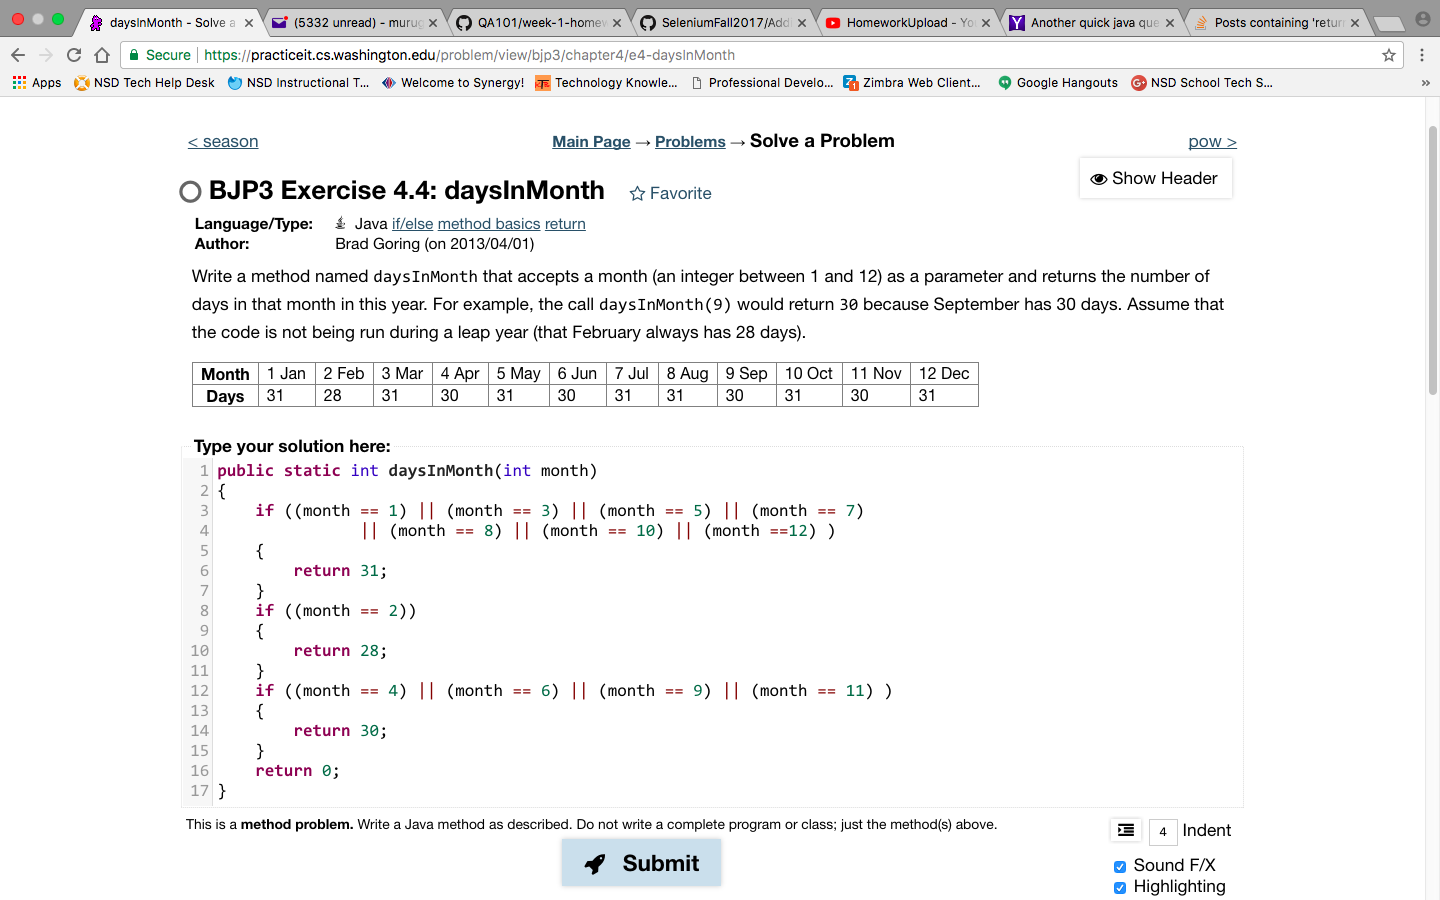 daysInMonth - Solve a
(5332 unread) - murug
QA101/week-1-homew
SeleniumFall2017/Add
HomeworkUpload - Yo
Another quick java que
Posts containing 'retur
Secure
https://practiceit.cs.washington.edu/problem/view/bjp3/chapter4/e4-daysInMonth
Apps NSD Tech Help Desk NSD Instructional T... Welcome to Synergy! Technology Knowle... Professional Develo... Zimbra Web Client... Google Hangouts NSD School Tech S... »
< season Main Page → Problems → Solve a Problem pow >
Show Header
BJP3 Exercise 4.4: daysInMonth Favorite
Language/Type: Java if/else method basics return
Author: Brad Goring (on 2013/04/01)
Write a method named daysInMonth that accepts a month (an integer between 1 and 12) as a parameter and returns the number of
days in that month in this year. For example, the call daysInMonth(9) would return 30 because September has 30 days. Assume that
the code is not being run during a leap year (that February always has 28 days).
Month 1 Jan 2 Feb 3 Mar 4 Apr 5 May 6 Jun 7 Jul 8 Aug 9 Sep 10 Oct 11 Nov 12 Dec
Days 31 28 31 30 31 30 31 31 30 31 30 31
Type your solution here:
1 public static int daysInMonth(int month)
2 {
3     if ((month == 1) || (month == 3) || (month == 5) || (month == 7)
4                || (month == 8) || (month == 10) || (month ==12) )
5     {
6         return 31;
7     }
8     if ((month == 2))
9     {
10         return 28;
11     }
12     if ((month == 4) || (month == 6) || (month == 9) || (month == 11) )
13     {
14         return 30;
15     }
16     return 0;
17 }
This is a method problem. Write a Java method as described. Do not write a complete program or class; just the method(s) above.
4 Indent
Submit
Sound F/X
Highlighting